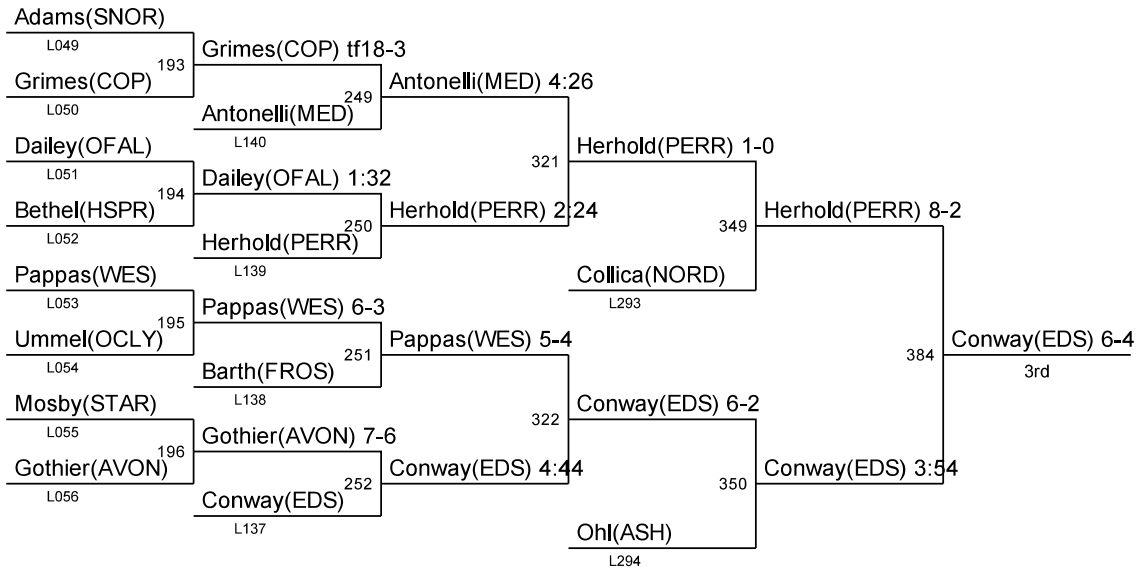 Adams(SNOR)
L049
193
Grimes(COP) tf18-3
Grimes(COP)
L050
249
Antonelli(MED) 4:26
Antonelli(MED)
L140
Dailey(OFAL)
L051
321
Herhold(PERR) 1-0
194
Dailey(OFAL) 1:32
Bethel(HSPR)
L052
250
Herhold(PERR) 2:24
349
Herhold(PERR) 8-2
Herhold(PERR)
L139
Pappas(WES)
L053
Collica(NORD)
L293
195
Pappas(WES) 6-3
Ummel(OCLY)
L054
251
Pappas(WES) 5-4
384
Conway(EDS) 6-4
3rd
Barth(FROS)
L138
Mosby(STAR)
L055
322
Conway(EDS) 6-2
196
Gothier(AVON) 7-6
Gothier(AVON)
L056
252
Conway(EDS) 4:44
350
Conway(EDS) 3:54
Conway(EDS)
L137
Ohl(ASH)
L294